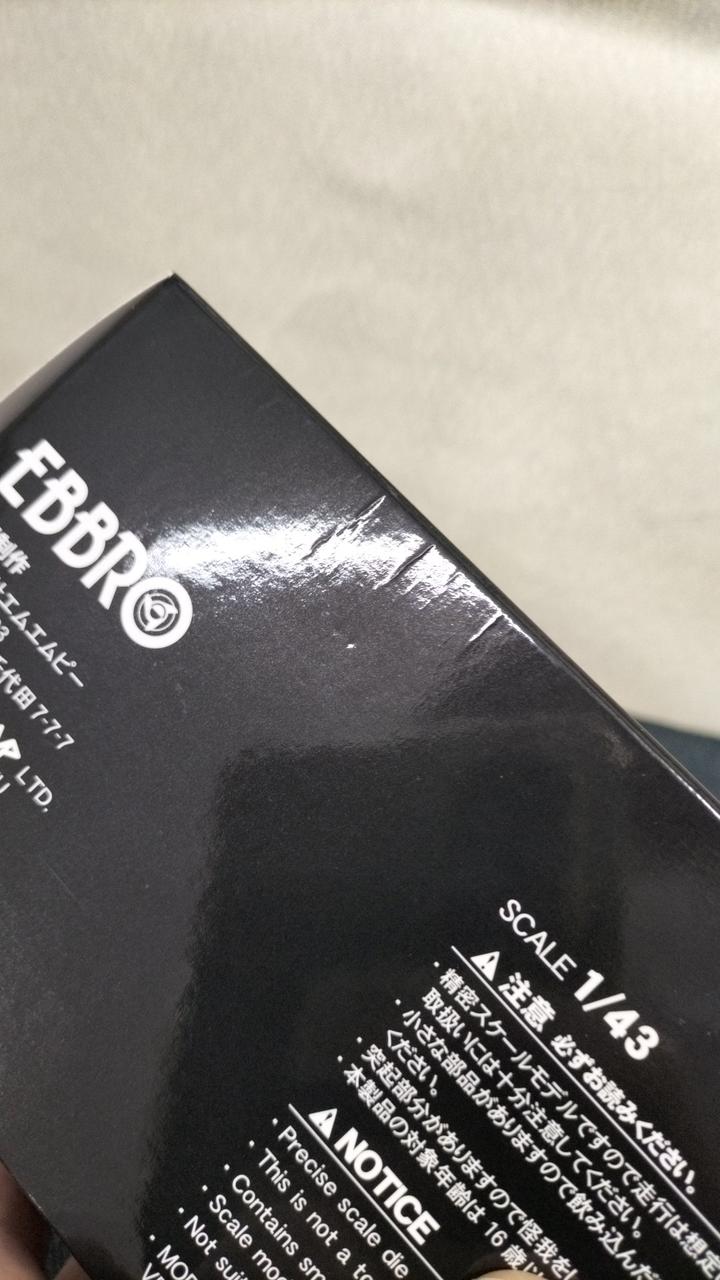 EBBRO
制作
エムエムピー
千代田 7-7-7
LTD.
SCALE 1/43
注意 必ずお読みください。
・精密スケールモデルですので走行は想定
取扱いには十分注意してください。
・小さな部品がありますので飲み込んだ
ください。
・突起部分がありますので怪我を
・本製品の対象年齢は 16 歳
NOTICE
・Precise scale die
・This is not a
・Contains
・Scale
・Not